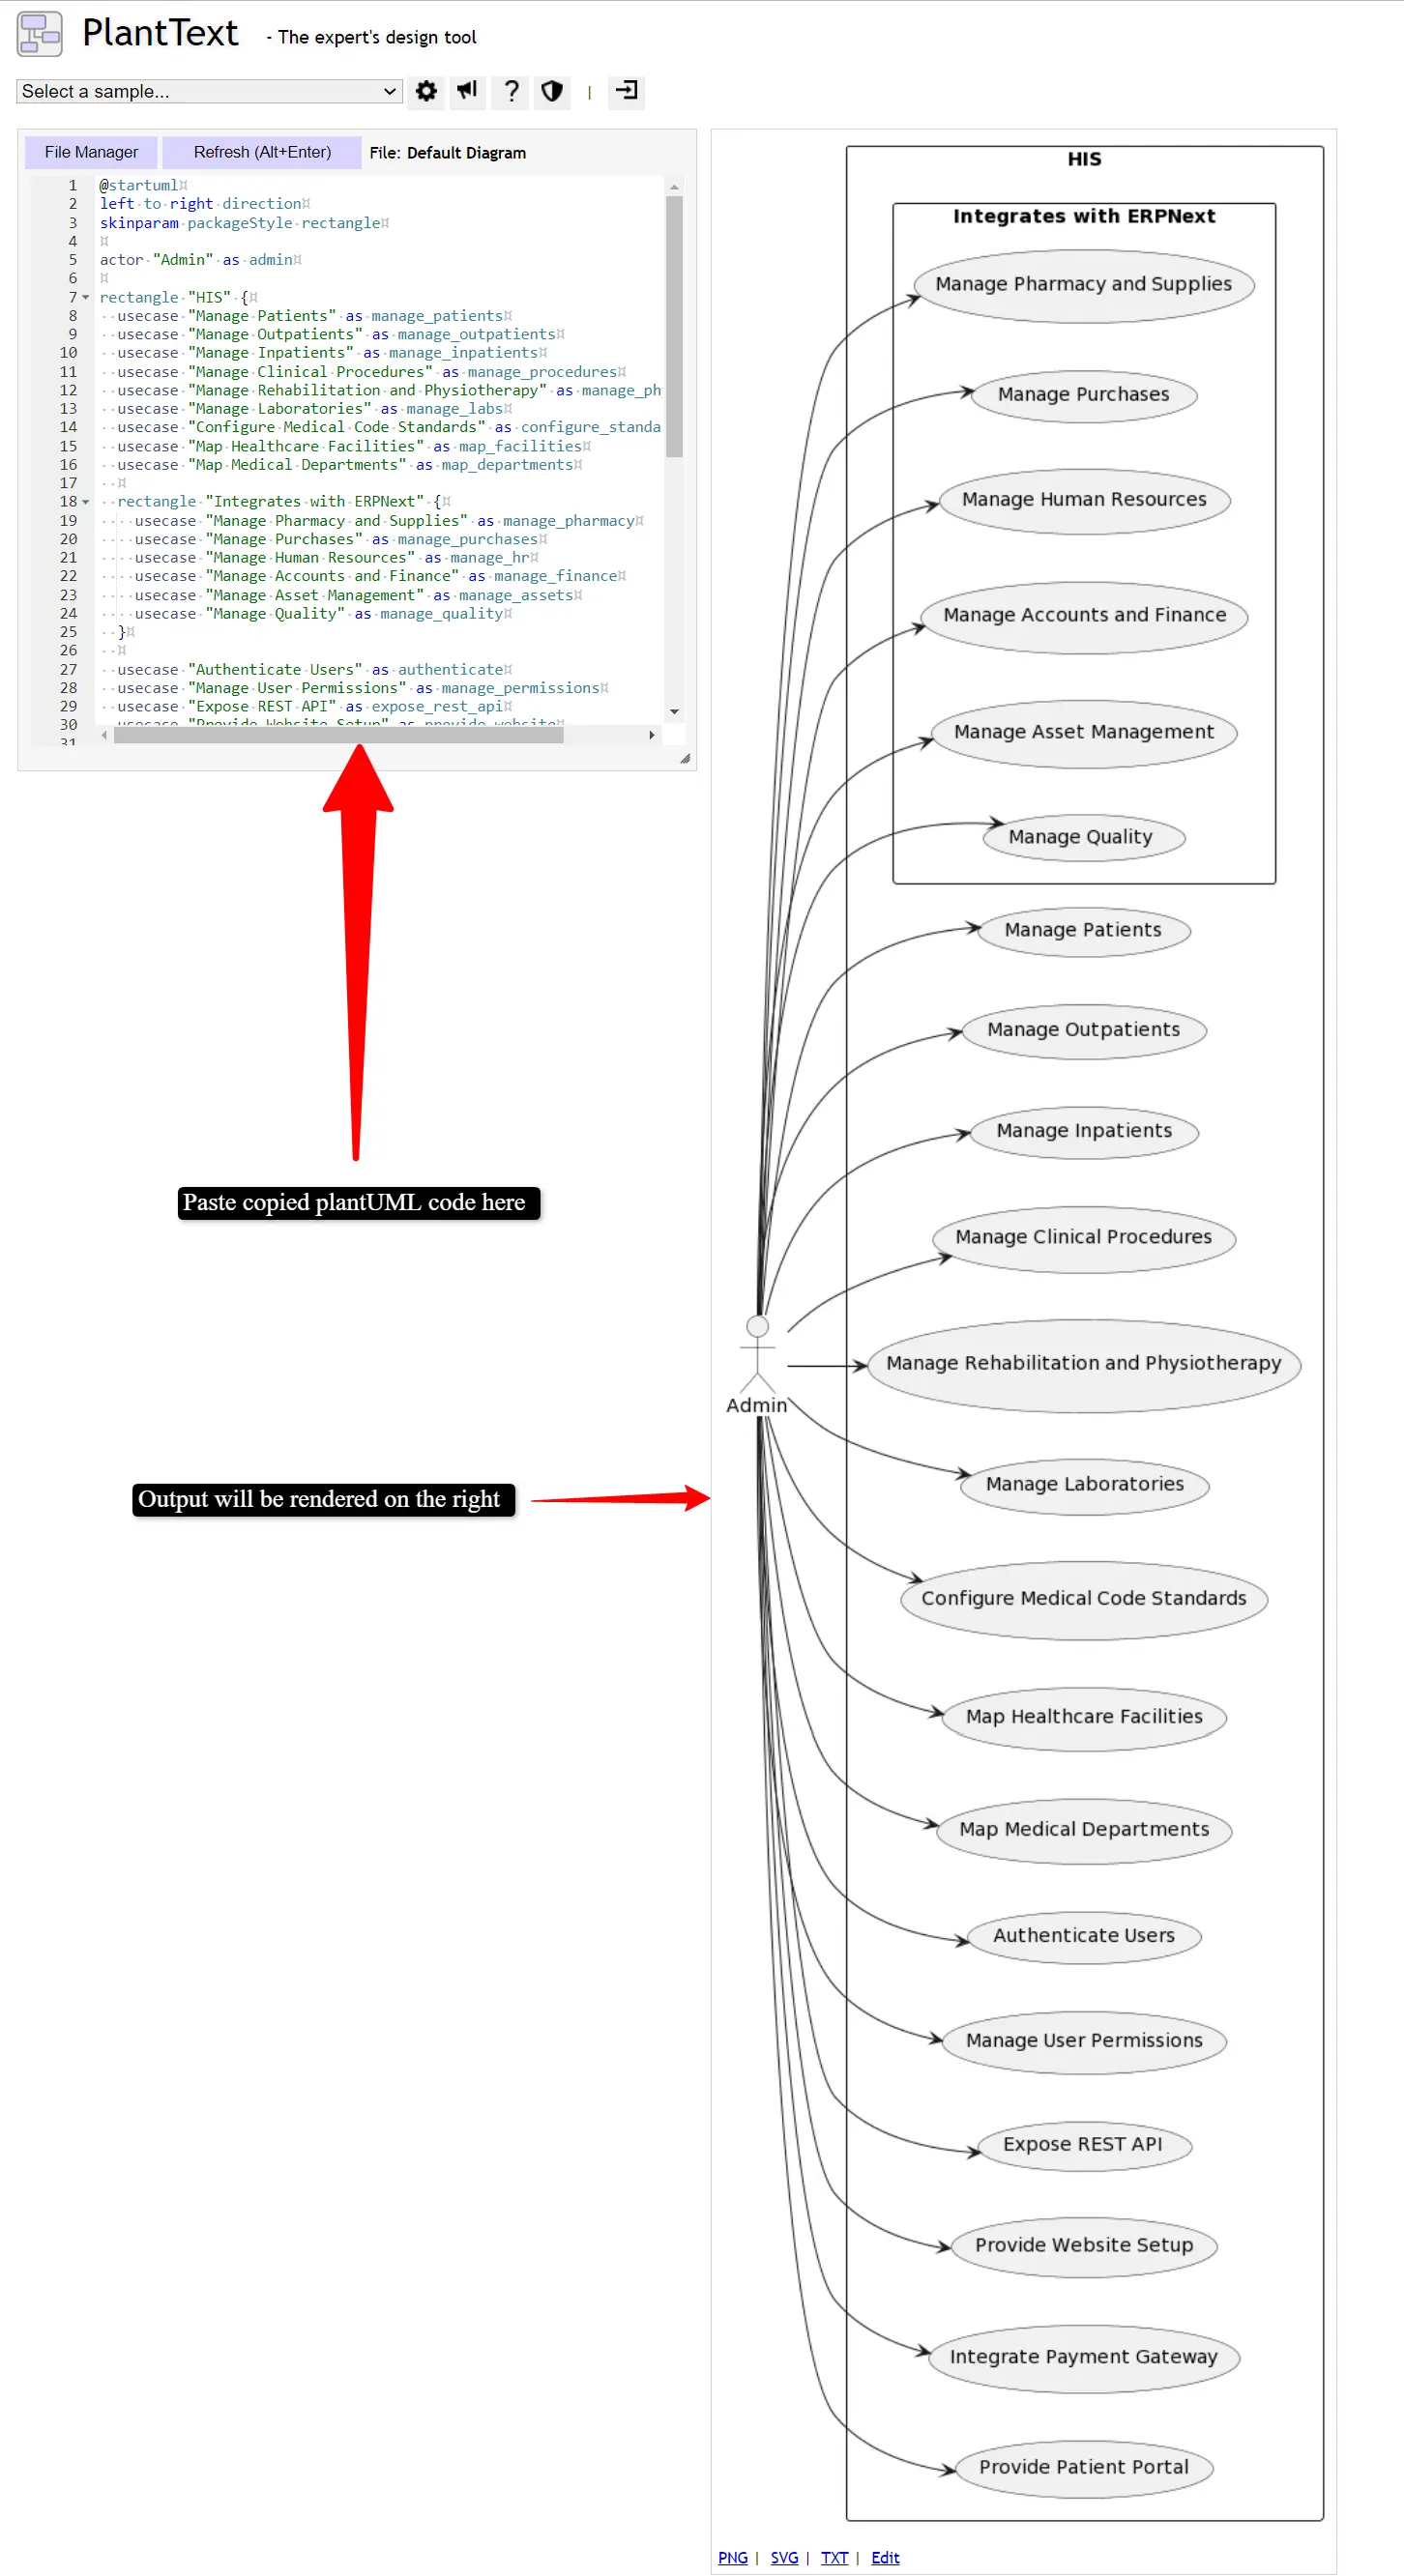 PlantText - The expert's design tool
Select a sample... ? |
File Manager Refresh (Alt+Enter) File: Default Diagram
1 @startuml
2 left to right direction
3 skinparam packageStyle rectangle
4
5 actor "Admin" as admin
6
7 rectangle "HIS" {
8 usecase "Manage Patients" as manage_patients
9 usecase "Manage Outpatients" as manage_outpatients
10 usecase "Manage Inpatients" as manage_inpatients
11 usecase "Manage Clinical Procedures" as manage_procedures
12 usecase "Manage Rehabilitation and Physiotherapy" as manage_ph
13 usecase "Manage Laboratories" as manage_labs
14 usecase "Configure Medical Code Standards" as configure_standa
15 usecase "Map Healthcare Facilities" as map_facilities
16 usecase "Map Medical Departments" as map_departments
17
18 rectangle "Integrates with ERPNext" {
19 usecase "Manage Pharmacy and Supplies" as manage_pharmacy
20 usecase "Manage Purchases" as manage_purchases
21 usecase "Manage Human Resources" as manage_hr
22 usecase "Manage Accounts and Finance" as manage_finance
23 usecase "Manage Asset Management" as manage_assets
24 usecase "Manage Quality" as manage_quality
25 }
26
27 usecase "Authenticate Users" as authenticate
28 usecase "Manage User Permissions" as manage_permissions
29 usecase "Expose REST API" as expose_rest_api
30 usecase "Provide Website Setup" as provide_website
31
Paste copied plantUML code here
Output will be rendered on the right
HIS
Integrates with ERPNext
Manage Pharmacy and Supplies
Manage Purchases
Manage Human Resources
Manage Accounts and Finance
Manage Asset Management
Manage Quality
Manage Patients
Manage Outpatients
Manage Inpatients
Manage Clinical Procedures
Manage Rehabilitation and Physiotherapy
Admin
Manage Laboratories
Configure Medical Code Standards
Map Healthcare Facilities
Map Medical Departments
Authenticate Users
Manage User Permissions
Expose REST API
Provide Website Setup
Integrate Payment Gateway
Provide Patient Portal
PNG | SVG | TXT | Edit